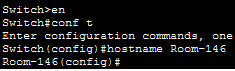 Switch>en
Switch#conf t
Enter configuration commands, one
Switch(config)#hostname Room-146
Room-146(config)#